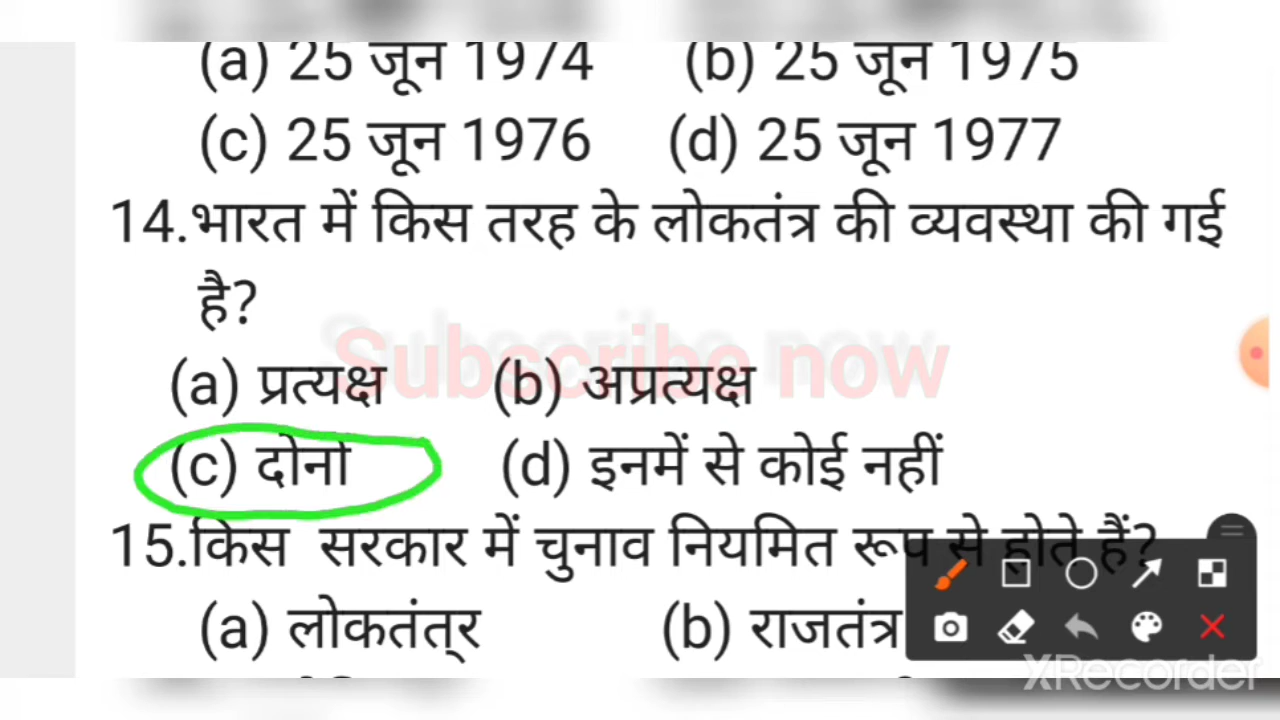 (a) 25 जून 1974 (b) 25 जून 1975
(c) 25 जून 1976 (d) 25 जून 1977
14.भारत में किस तरह के लोकतंत्र की व्यवस्था की गई
है?
Subscribe now
(a) प्रत्यक्ष (b) अप्रत्यक्ष
(c) दोनों (d) इनमें से कोई नहीं
15.किस सरकार में चुनाव नियमित रूप से होते हैं?
(a) लोकतंत्र (b) राजतंत्र
XRecorder